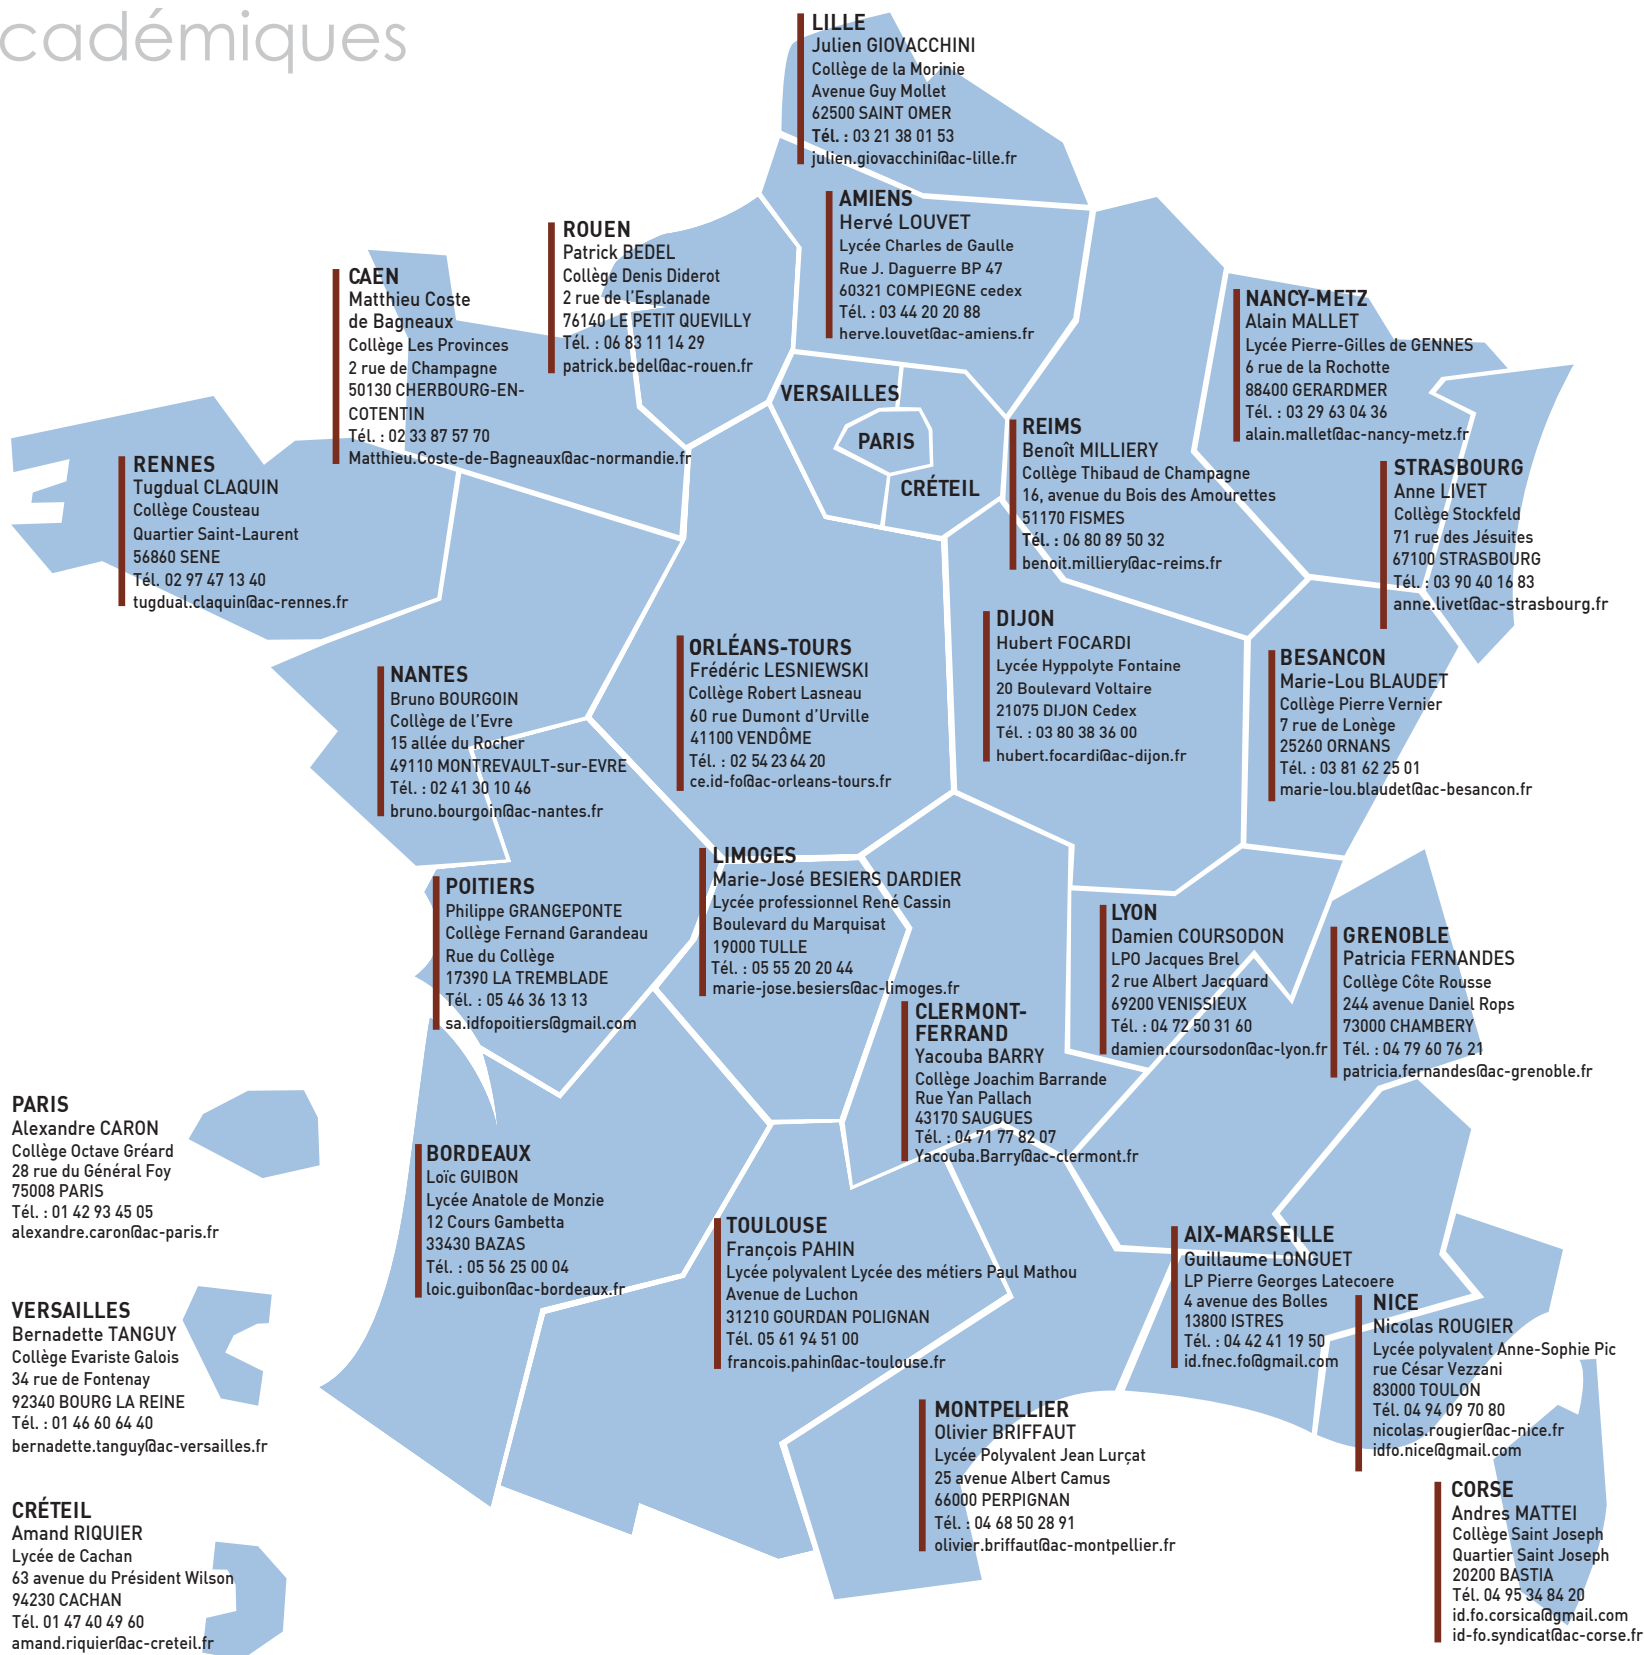 cadémiques
LILLE
Julien GIOVACCHINI
Collège de la Morinie
Avenue Guy Mollet
62500 SAINT OMER
Tél. : 03 21 38 01 53
julien.giovacchini@ac-lille.fr
AMIENS
Hervé LOUVET
Lycée Charles de Gaulle
Rue J. Daguerre BP 47
60321 COMPIEGNE cedex
Tél. : 03 44 20 20 88
herve.louvet@ac-amiens.fr
ROUEN
Patrick BEDEL
Collège Denis Diderot
2 rue de l'Esplanade
76140 LE PETIT QUEVILLY
Tél. : 06 83 11 14 29
patrick.bedel@ac-rouen.fr
CAEN
Matthieu Coste
de Bagneaux
Collège Les Provinces
2 rue de Champagne
50130 CHERBOURG-EN-
COTENTIN
Tél. : 02 33 87 57 70
Matthieu.Coste-de-Bagneaux@ac-normandie.fr
NANCY-METZ
Alain MALLET
Lycée Pierre-Gilles de GENNES
6 rue de la Rochotte
88400 GERARDMER
Tél. : 03 29 63 04 36
alain.mallet@ac-nancy-metz.fr
VERSAILLES
PARIS
CRÉTEIL
REIMS
Benoît MILLIERY
Collège Thibaud de Champagne
16, avenue du Bois des Amourettes
51170 FISMES
Tél. : 06 80 89 50 32
benoit.milliery@ac-reims.fr
STRASBOURG
Anne LIVET
Collège Stockfeld
71 rue des Jésuites
67100 STRASBOURG
Tél. : 03 90 40 16 83
anne.livet@ac-strasbourg.fr
RENNES
Tugdual CLAQUIN
Collège Cousteau
Quartier Saint-Laurent
56860 SENE
Tél. 02 97 47 13 40
tugdual.claquin@ac-rennes.fr
NANTES
Bruno BOURGOIN
Collège de l'Evre
15 allée du Rocher
49110 MONTREVAULT-sur-EVRE
Tél. : 02 41 30 10 46
bruno.bourgoin@ac-nantes.fr
ORLÉANS-TOURS
Frédéric LESNIEWSKI
Collège Robert Lasneau
60 rue Dumont d'Urville
41100 VENDÔME
Tél. : 02 54 23 64 20
ce.id-fo@ac-orleans-tours.fr
DIJON
Hubert FOCARDI
Lycée Hyppolyte Fontaine
20 Boulevard Voltaire
21075 DIJON Cedex
Tél. : 03 80 38 36 00
hubert.focardi@ac-dijon.fr
BESANCON
Marie-Lou BLAUDET
Collège Pierre Vernier
7 rue de Lonège
25260 ORNANS
Tél. : 03 81 62 25 01
marie-lou.blaudet@ac-besancon.fr
POITIERS
Philippe GRANGEPONTE
Collège Fernand Garandeau
Rue du Collège
17390 LA TREMBLADE
Tél. : 05 46 36 13 13
sa.idfopoitiers@gmail.com
LIMOGES
Marie-José BESIERS DARDIER
Lycée professionnel René Cassin
Boulevard du Marquisat
19000 TULLE
Tél. : 05 55 20 20 44
marie-jose.besiers@ac-limoges.fr
LYON
Damien COURSODON
LPO Jacques Brel
2 rue Albert Jacquard
69200 VENISSIEUX
Tél. : 04 72 50 31 60
damien.coursodon@ac-lyon.fr
GRENOBLE
Patricia FERNANDES
Collège Côte Rousse
244 avenue Daniel Rops
73000 CHAMBERY
Tél. : 04 79 60 76 21
patricia.fernandes@ac-grenoble.fr
CLERMONT-
FERRAND
Yacouba BARRY
Collège Joachim Barrande
Rue Yan Pallach
43170 SAUGUES
Tél. : 04 71 77 82 07
Yacouba.Barry@ac-clermont.fr
PARIS
Alexandre CARON
Collège Octave Gréard
28 rue du Général Foy
75008 PARIS
Tél. : 01 42 93 45 05
alexandre.caron@ac-paris.fr
BORDEAUX
Loïc GUIBON
Lycée Anatole de Monzie
12 Cours Gambetta
33430 BAZAS
Tél. : 05 56 25 00 04
loic.guibon@ac-bordeaux.fr
TOULOUSE
François PAHIN
Lycée polyvalent Lycée des métiers Paul Mathou
Avenue de Luchon
31210 GOURDAN POLIGNAN
Tél. 05 61 94 51 00
francois.pahin@ac-toulouse.fr
AIX-MARSEILLE
Guillaume LONGUET
LP Pierre Georges Latecoere
4 avenue des Bolles
13800 ISTRES
Tél. : 04 42 41 19 50
id.fnec.fo@gmail.com
NICE
Nicolas ROUGIER
Lycée polyvalent Anne-Sophie Pic
rue César Vezzani
83000 TOULON
Tél. 04 94 09 70 80
nicolas.rougier@ac-nice.fr
idfo.nice@gmail.com
VERSAILLES
Bernadette TANGUY
Collège Evariste Galois
34 rue de Fontenay
92340 BOURG LA REINE
Tél. : 01 46 60 64 40
bernadette.tanguy@ac-versailles.fr
MONTPELLIER
Olivier BRIFFAUT
Lycée Polyvalent Jean Lurçat
25 avenue Albert Camus
66000 PERPIGNAN
Tél. : 04 68 50 28 91
olivier.briffaut@ac-montpellier.fr
CORSE
Andres MATTEI
Collège Saint Joseph
Quartier Saint Joseph
20200 BASTIA
Tél. 04 95 34 84 20
id.fo.corsica@gmail.com
id-fo.syndicat@ac-corse.fr
CRÉTEIL
Amand RIQUIER
Lycée de Cachan
63 avenue du Président Wilson
94230 CACHAN
Tél. 01 47 40 49 60
amand.riquier@ac-creteil.fr